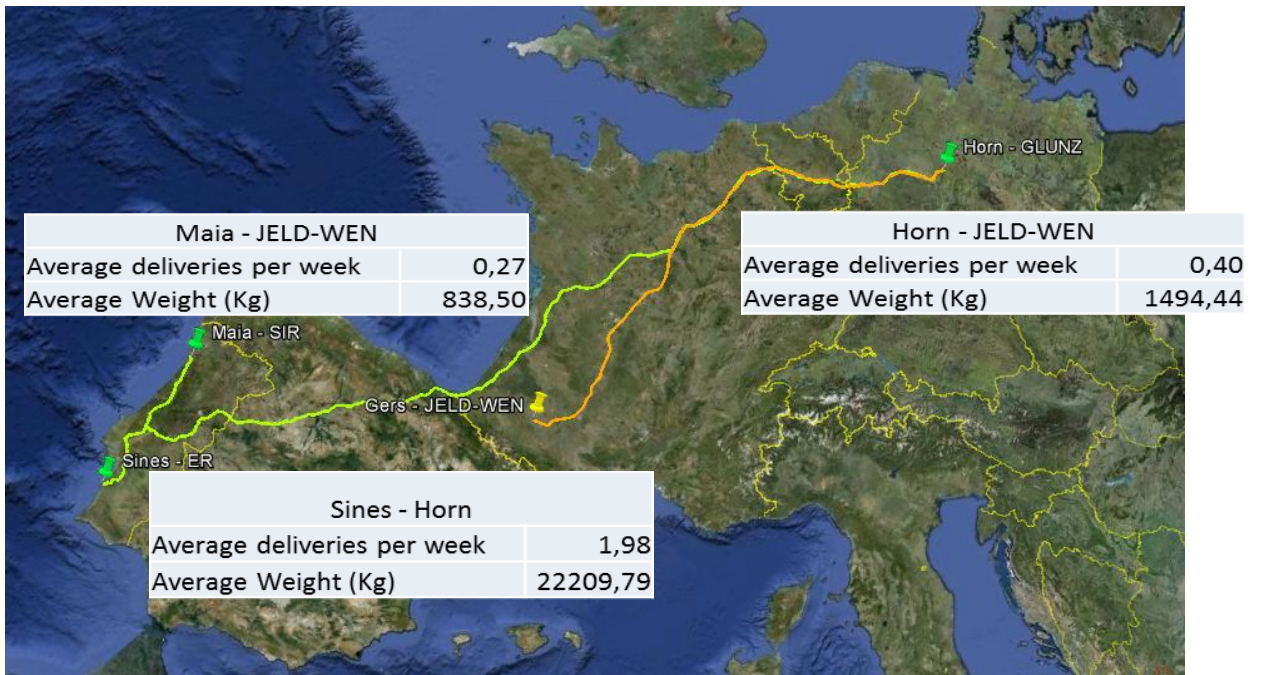 Horn - GLUNZ
Maia - JELD-WEN
Average deliveries per week 0,27
Average Weight (Kg) 838,50
Horn - JELD-WEN
Average deliveries per week 0,40
Average Weight (Kg) 1494,44
Maia - SIR
Gers - JELD-WEN
Sines - ER
Sines - Horn
Average deliveries per week 1,98
Average Weight (Kg) 22209,79